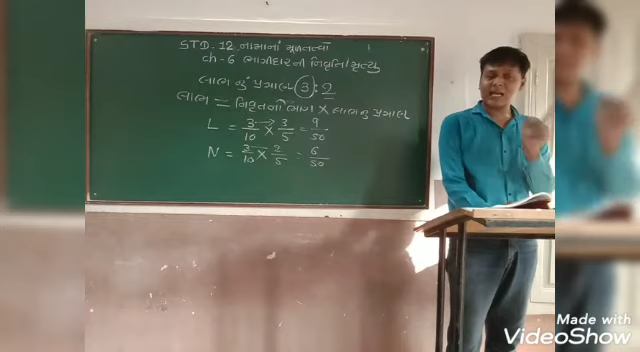 STD-12 નામાનાં મૂળતત્વો
ch-6 ભાગીદારની નિવૃત્તિ/મૃત્યુ
લાભનું પ્રમાણ 3:2
લાભ = નિવૃત્તનો ભાગ × લાભનું પ્રમાણ
L = 3/10 × 3/5 = 9/50
N = 3/10 × 2/5 = 6/50
Made with
VideoShow